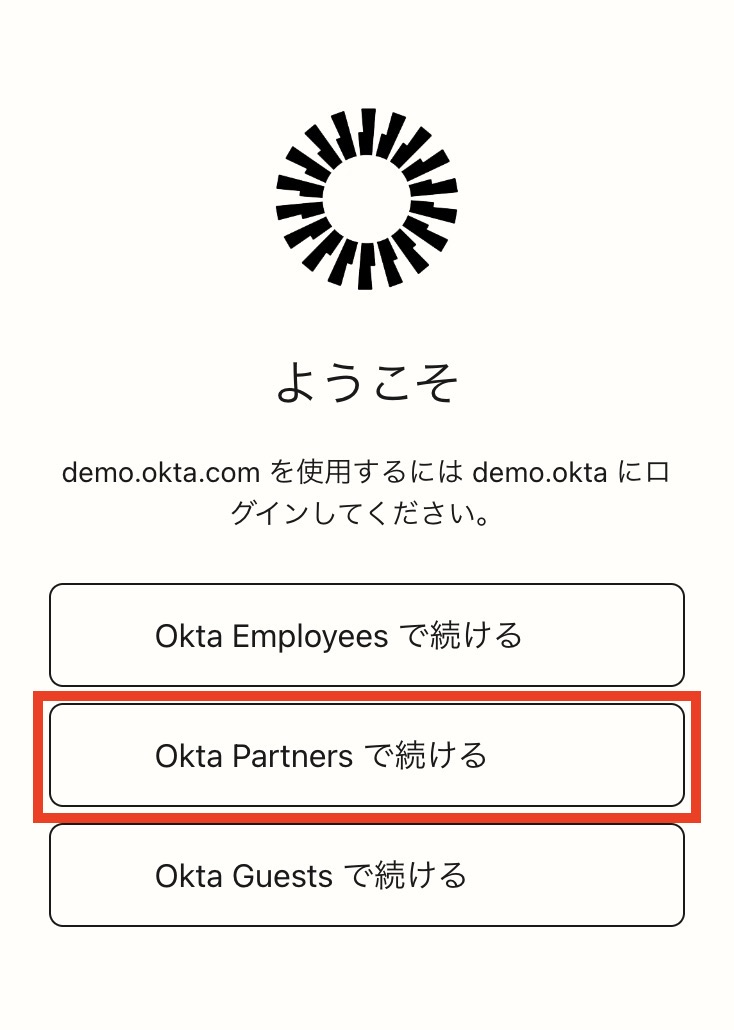 ようこそ
demo.okta.com を使用するには demo.okta にロ
グインしてください。
Okta Employees で続ける
Okta Partners で続ける
Okta Guests で続ける